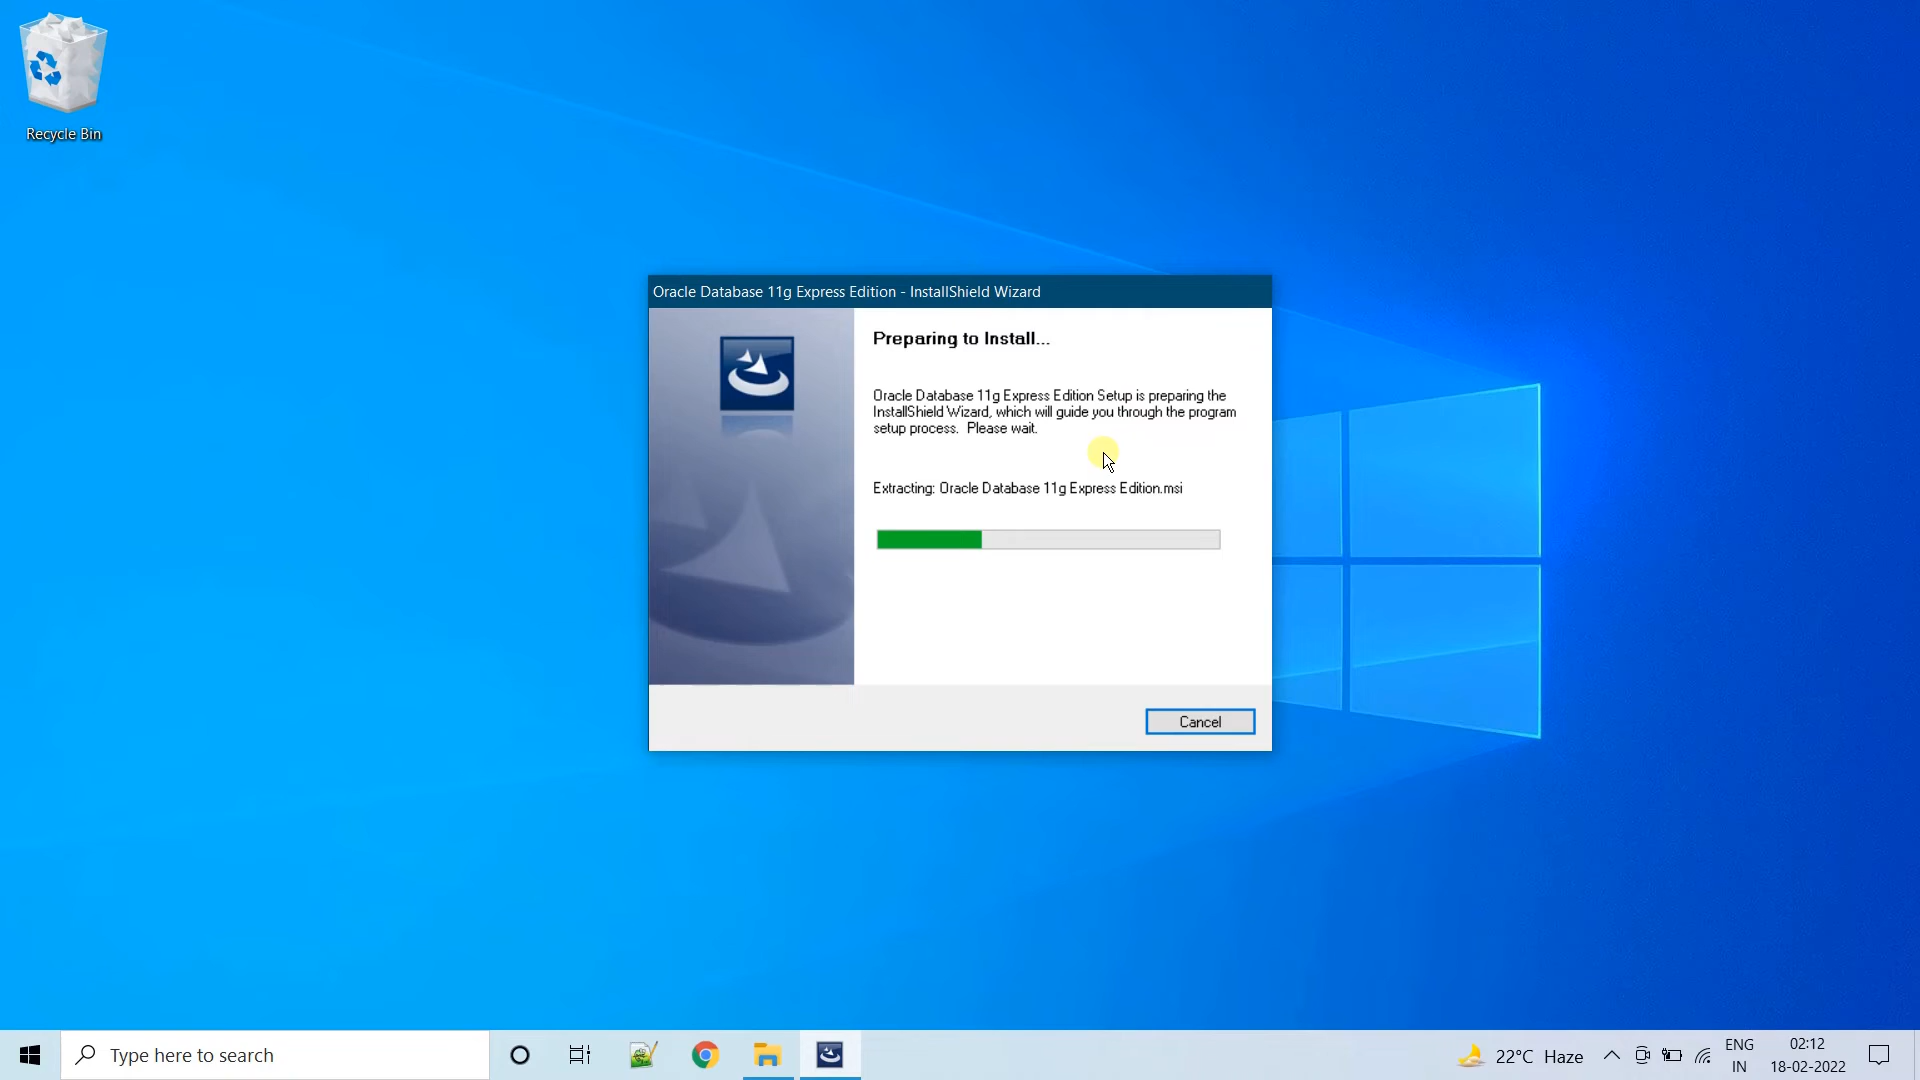 Recycle Bin
Oracle Database 11g Express Edition - InstallShield Wizard
Preparing to Install...
Oracle Database 11g Express Edition Setup is preparing the
InstallShield Wizard, which will guide you through the program
setup process. Please wait.
Extracting: Oracle Database 11g Express Edition.msi
Cancel
Type here to search
22°C Haze
ENG
IN
02:12
18-02-2022